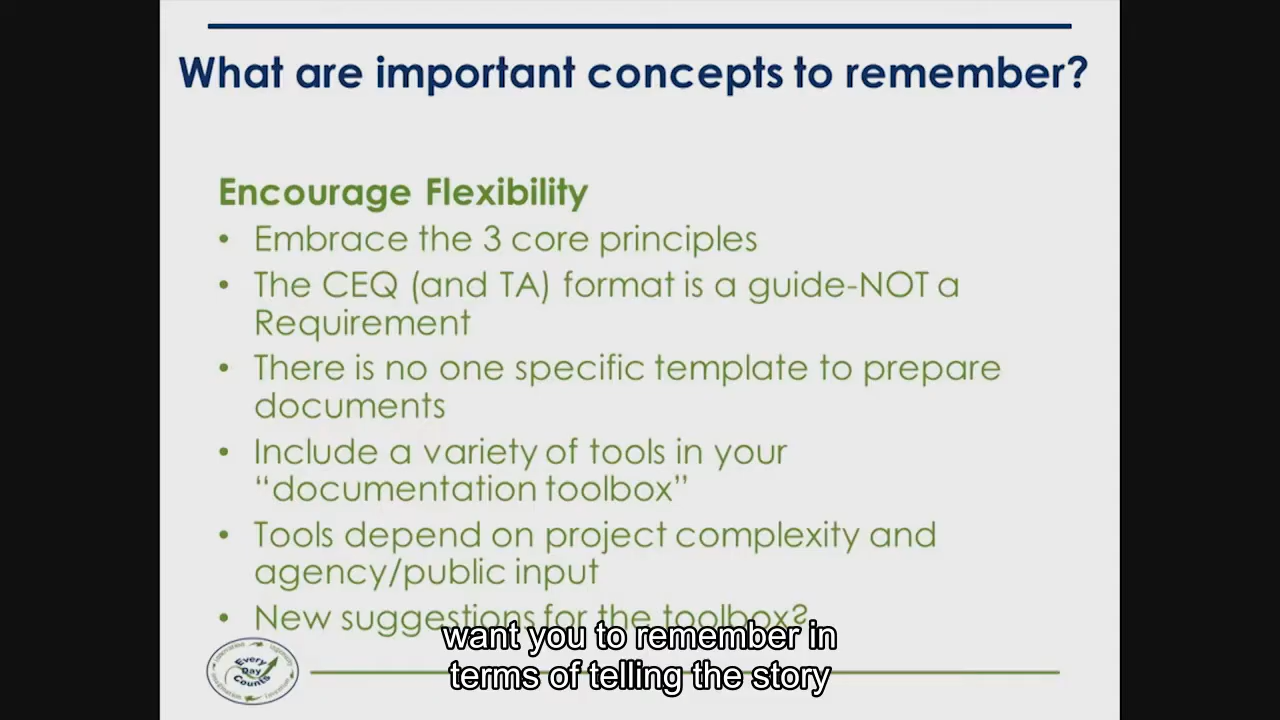 What are important concepts to remember?
Encourage Flexibility
• Embrace the 3 core principles
• The CEQ (and TA) format is a guide-NOT a
Requirement
• There is no one specific template to prepare
documents
• Include a variety of tools in your
“documentation toolbox”
• Tools depend on project complexity and
agency/public input
• New suggestions for the toolbox?
want you to remember in
terms of telling the story
Every
Day
Counts